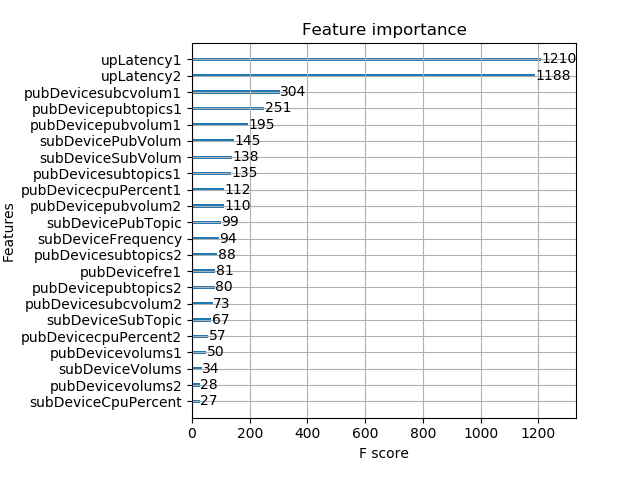 Feature importance
upLatency1 1210
upLatency2 1188
pubDevicesubcvolum1 304
pubDevicepubtopics1 251
pubDevicepubvolum1 195
subDevicePubVolum 145
subDeviceSubVolum 138
pubDevicesubtopics1 135
pubDevicecpuPercent1 112
pubDevicepubvolum2 110
subDevicePubTopic 99
subDeviceFrequency 94
pubDevicesubtopics2 88
pubDevicefre1 81
pubDevicepubtopics2 80
pubDevicesubcvolum2 73
subDeviceSubTopic 67
pubDevicecpuPercent2 57
pubDevicevolums1 50
subDeviceVolums 34
pubDevicevolums2 28
subDeviceCpuPercent 27
Features
0 200 400 600 800 1000 1200
F score